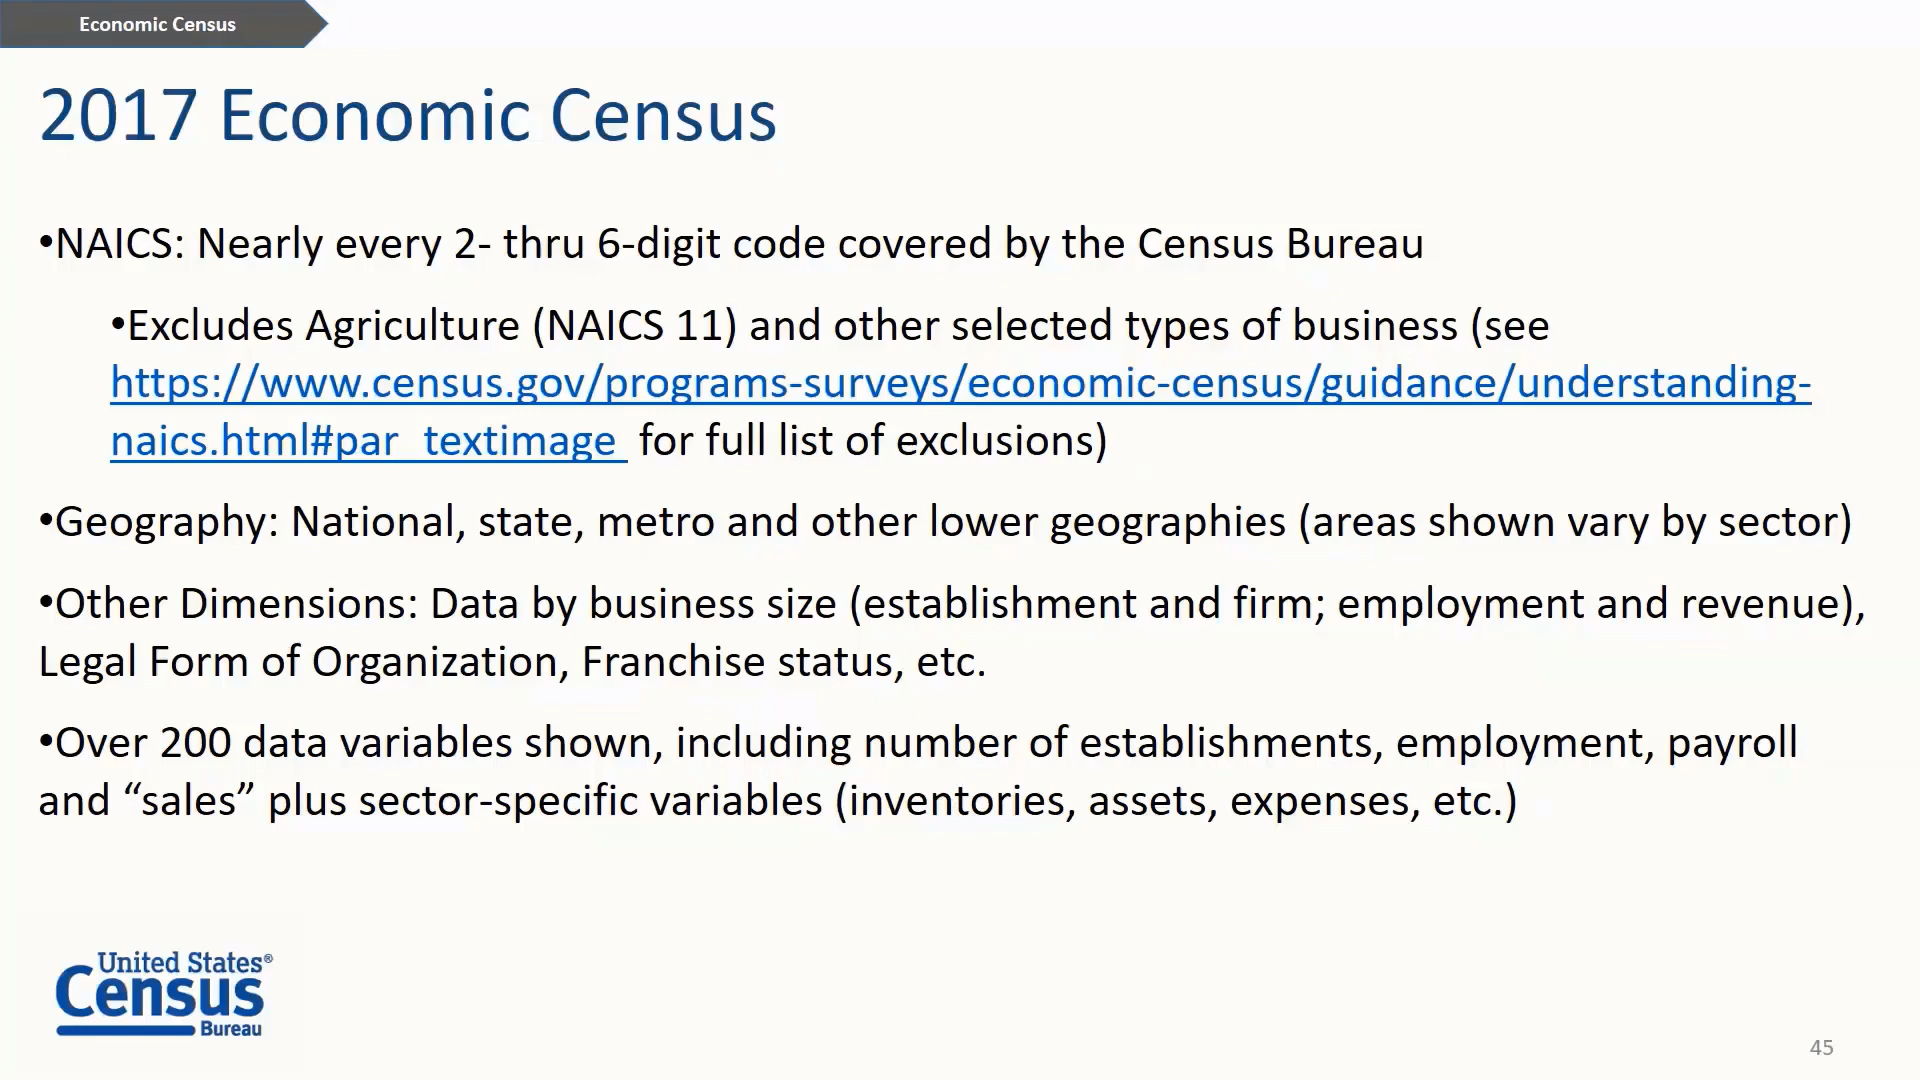 Economic Census
2017 Economic Census
•NAICS: Nearly every 2- thru 6-digit code covered by the Census Bureau
•Excludes Agriculture (NAICS 11) and other selected types of business (see
https://www.census.gov/programs-surveys/economic-census/guidance/understanding-
naics.html#par_textimage for full list of exclusions)
•Geography: National, state, metro and other lower geographies (areas shown vary by sector)
•Other Dimensions: Data by business size (establishment and firm; employment and revenue),
Legal Form of Organization, Franchise status, etc.
•Over 200 data variables shown, including number of establishments, employment, payroll
and “sales” plus sector-specific variables (inventories, assets, expenses, etc.)
United States®
Census
Bureau
45